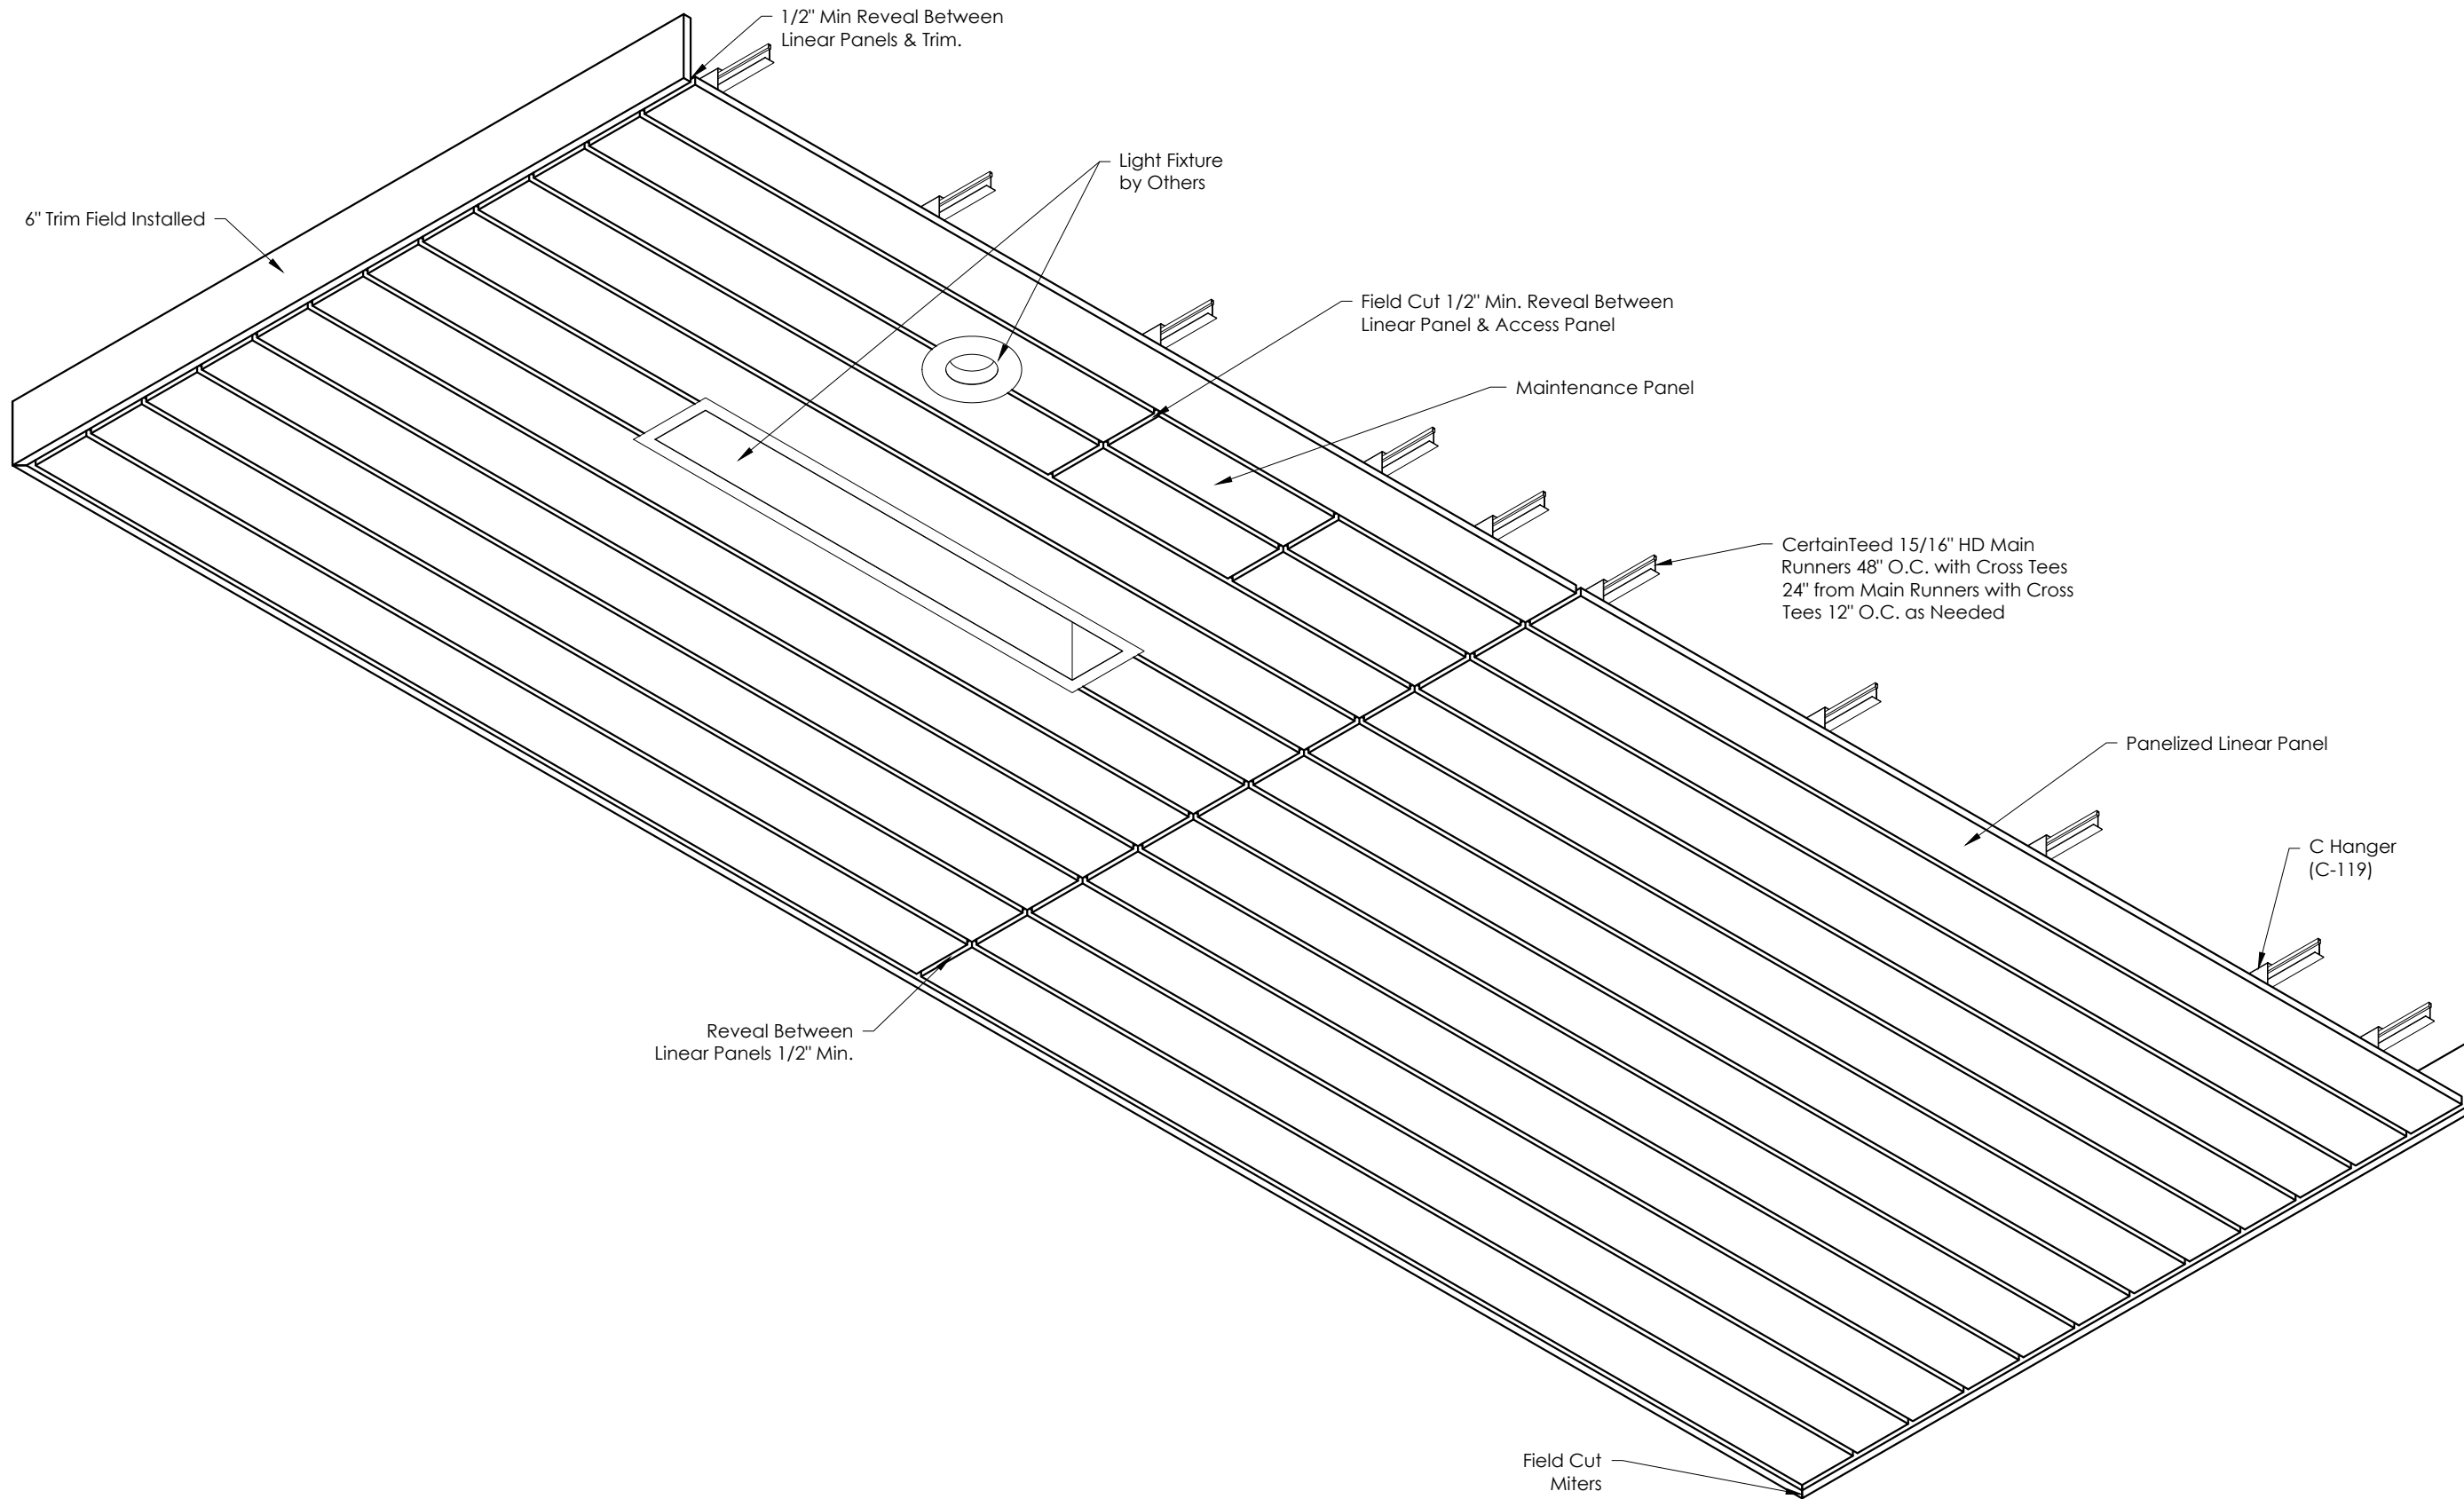 1/2" Min Reveal Between
Linear Panels & Trim.
Light Fixture
by Others
6" Trim Field Installed
Field Cut 1/2" Min. Reveal Between
Linear Panel & Access Panel
Maintenance Panel
CertainTeed 15/16" HD Main
Runners 48" O.C. with Cross Tees
24" from Main Runners with Cross
Tees 12" O.C. as Needed
Panelized Linear Panel
C Hanger
(C-119)
Reveal Between
Linear Panels 1/2" Min.
Field Cut
Miters